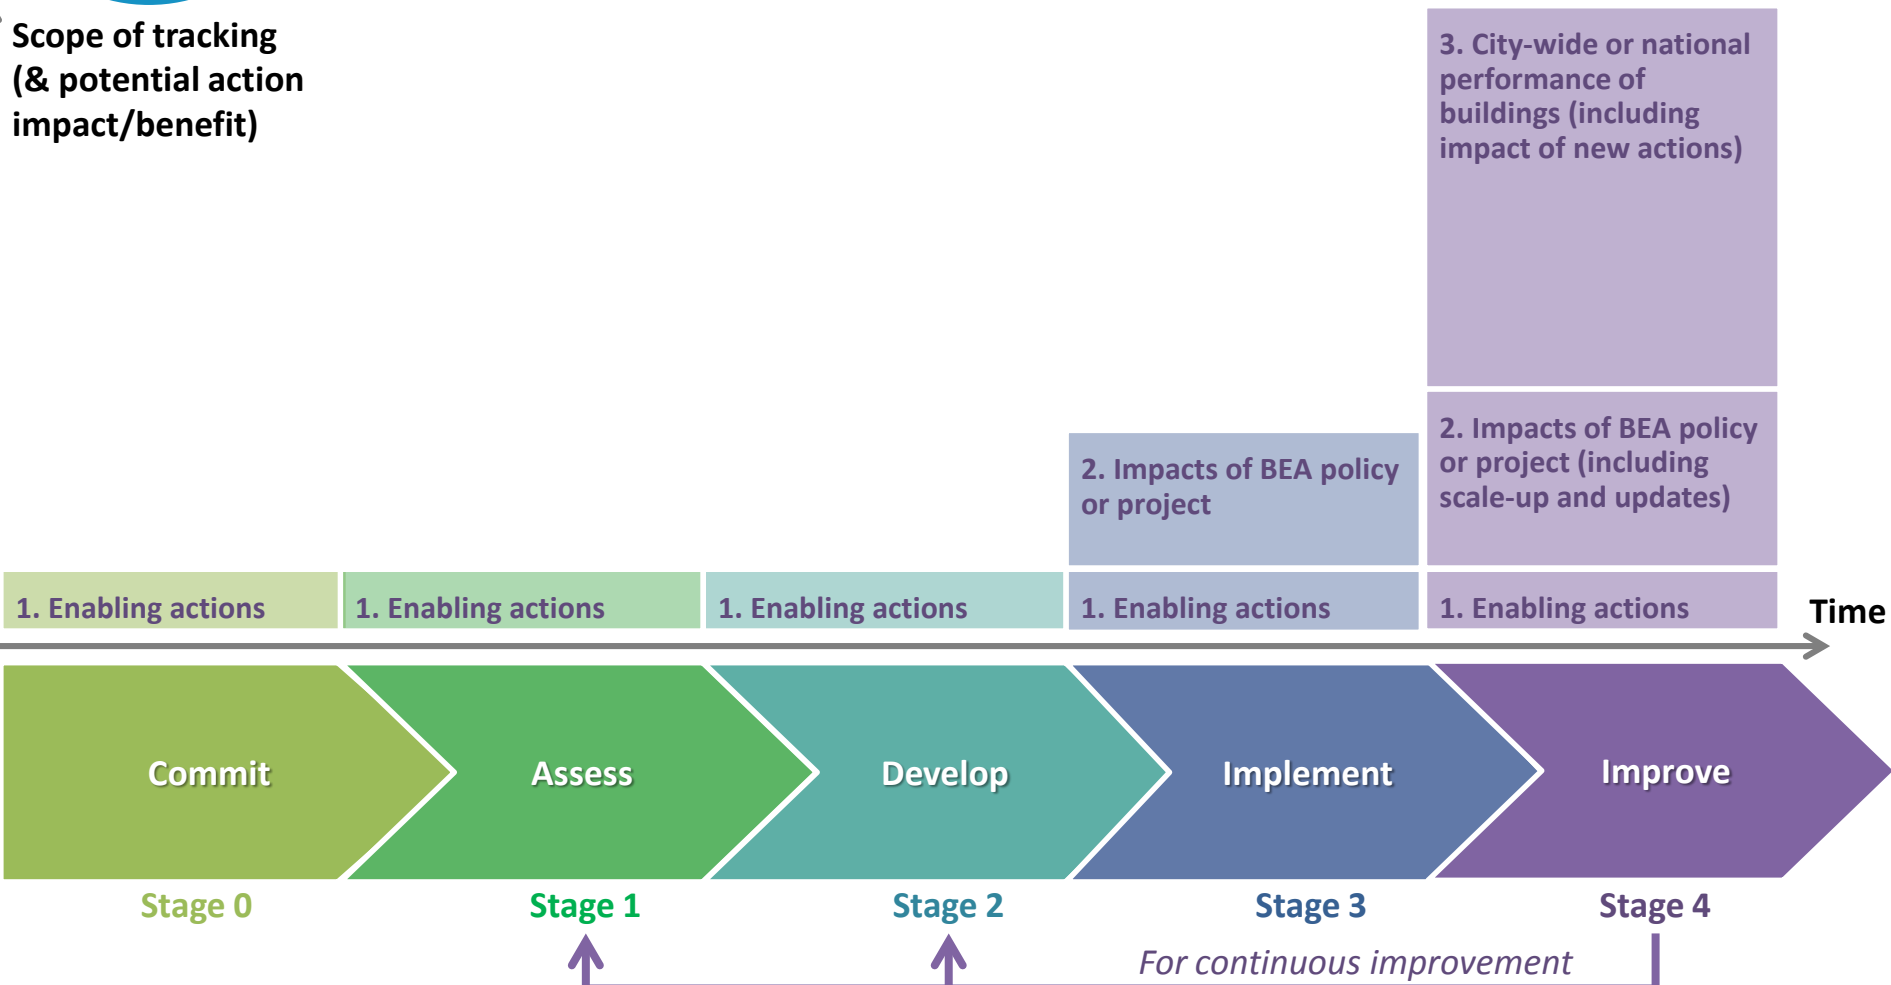 Scope of tracking
(& potential action
impact/benefit)
3. City-wide or national
performance of
buildings (including
impact of new actions)
2. Impacts of BEA policy
or project
2. Impacts of BEA policy
or project (including
scale-up and updates)
1. Enabling actions
1. Enabling actions
1. Enabling actions
1. Enabling actions
1. Enabling actions
Time
Commit
Assess
Develop
Implement
Improve
Stage 0
Stage 1
Stage 2
Stage 3
Stage 4
For continuous improvement